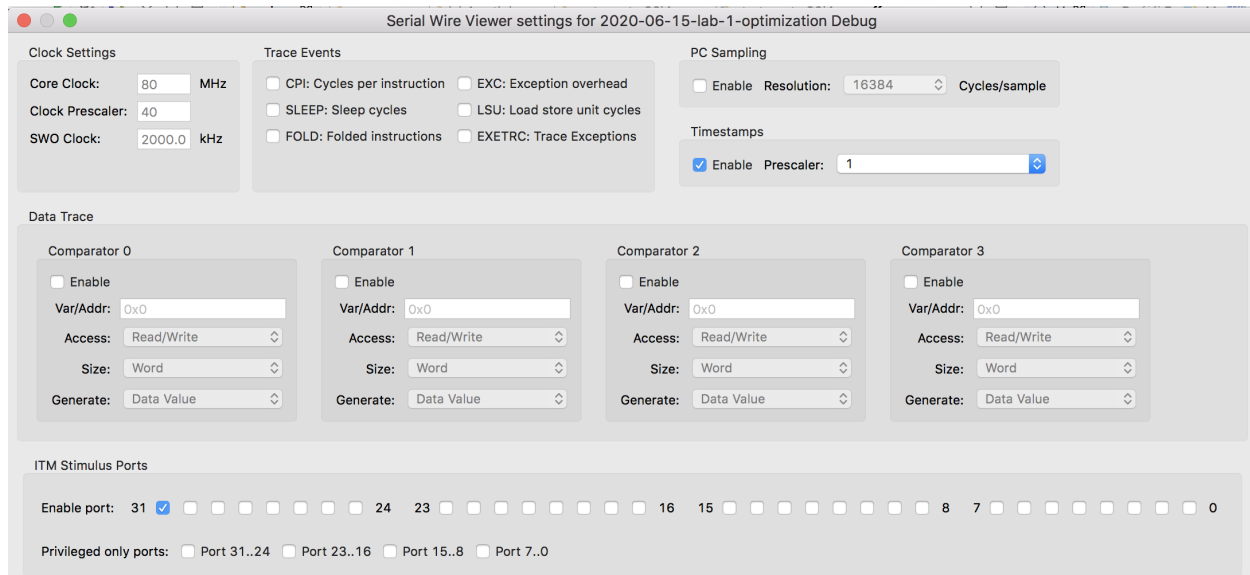 Serial Wire Viewer settings for 2020-06-15-lab-1-optimization Debug
Clock Settings
Core Clock: 80 MHz
Clock Prescaler: 40
SWO Clock: 2000.0 kHz
Trace Events
CPI: Cycles per instruction EXC: Exception overhead
SLEEP: Sleep cycles LSU: Load store unit cycles
FOLD: Folded instructions EXETRC: Trace Exceptions
PC Sampling
Enable Resolution: 16384 Cycles/sample
Timestamps
Enable Prescaler: 1
Data Trace
Comparator 0
Enable
Var/Addr: 0x0
Access: Read/Write
Size: Word
Generate: Data Value
Comparator 1
Enable
Var/Addr: 0x0
Access: Read/Write
Size: Word
Generate: Data Value
Comparator 2
Enable
Var/Addr: 0x0
Access: Read/Write
Size: Word
Generate: Data Value
Comparator 3
Enable
Var/Addr: 0x0
Access: Read/Write
Size: Word
Generate: Data Value
ITM Stimulus Ports
Enable port: 31 24 23 16 15 8 7 0
Privileged only ports: Port 31..24 Port 23..16 Port 15..8 Port 7..0